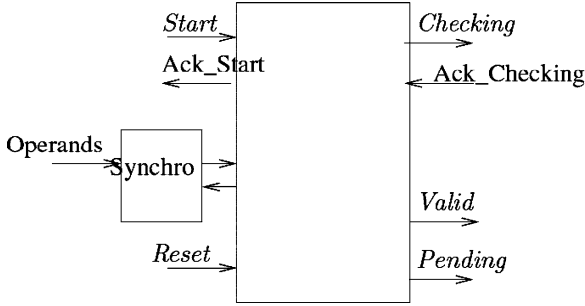 Start
Checking
Ack_Start
Ack_Checking
Operands
Synchro
Valid
Reset
Pending